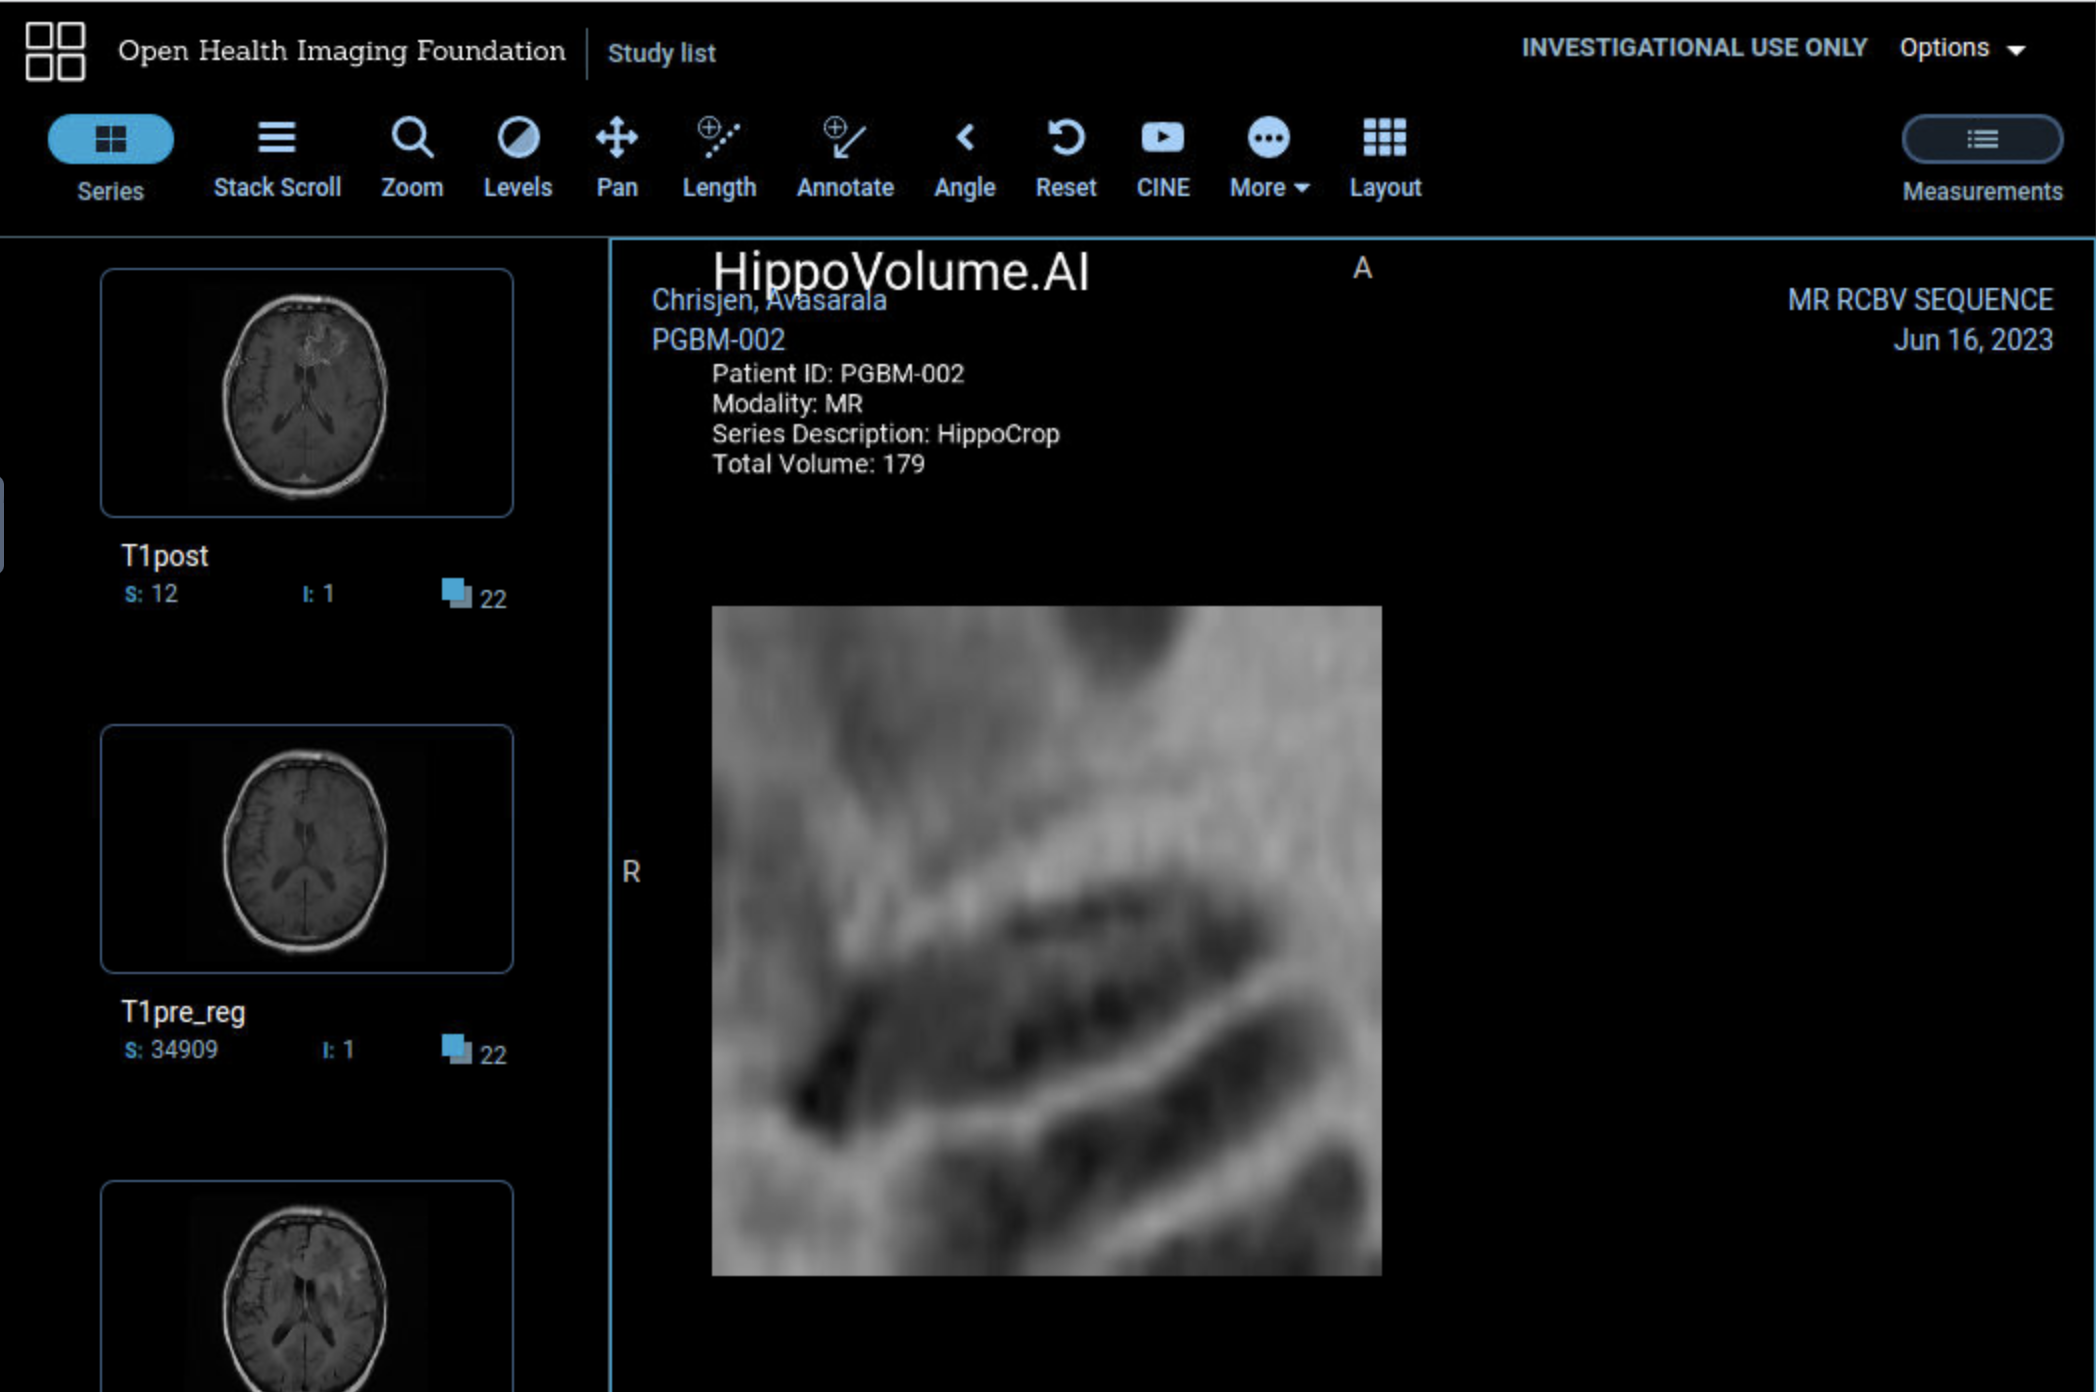 Open Health Imaging Foundation
Study list
INVESTIGATIONAL USE ONLY
Options
Series
Stack Scroll
Zoom
Levels
Pan
Length
Annotate
Angle
Reset
CINE
More
Layout
Measurements
T1post
S: 12 I: 1 22
T1pre_reg
S: 34909 I: 1 22
HippoVolume.AI
A
Chrisjen, Avasarala
PGBM-002
MR RCBV SEQUENCE
Jun 16, 2023
Patient ID: PGBM-002
Modality: MR
Series Description: HippoCrop
Total Volume: 179
R